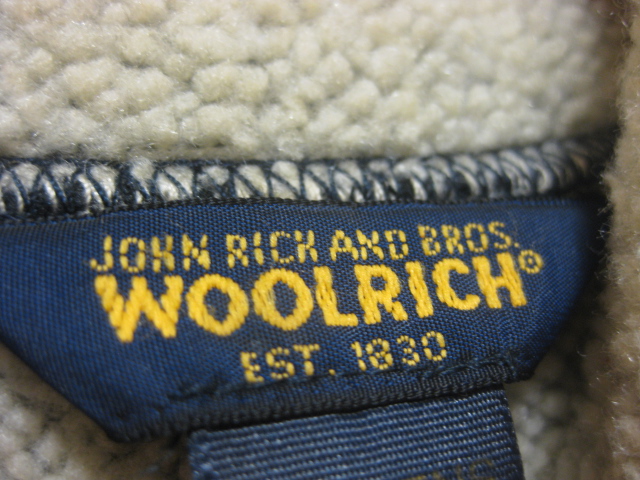 JOHN RICH AND BROS.
WOOLRICH®
EST. 1830